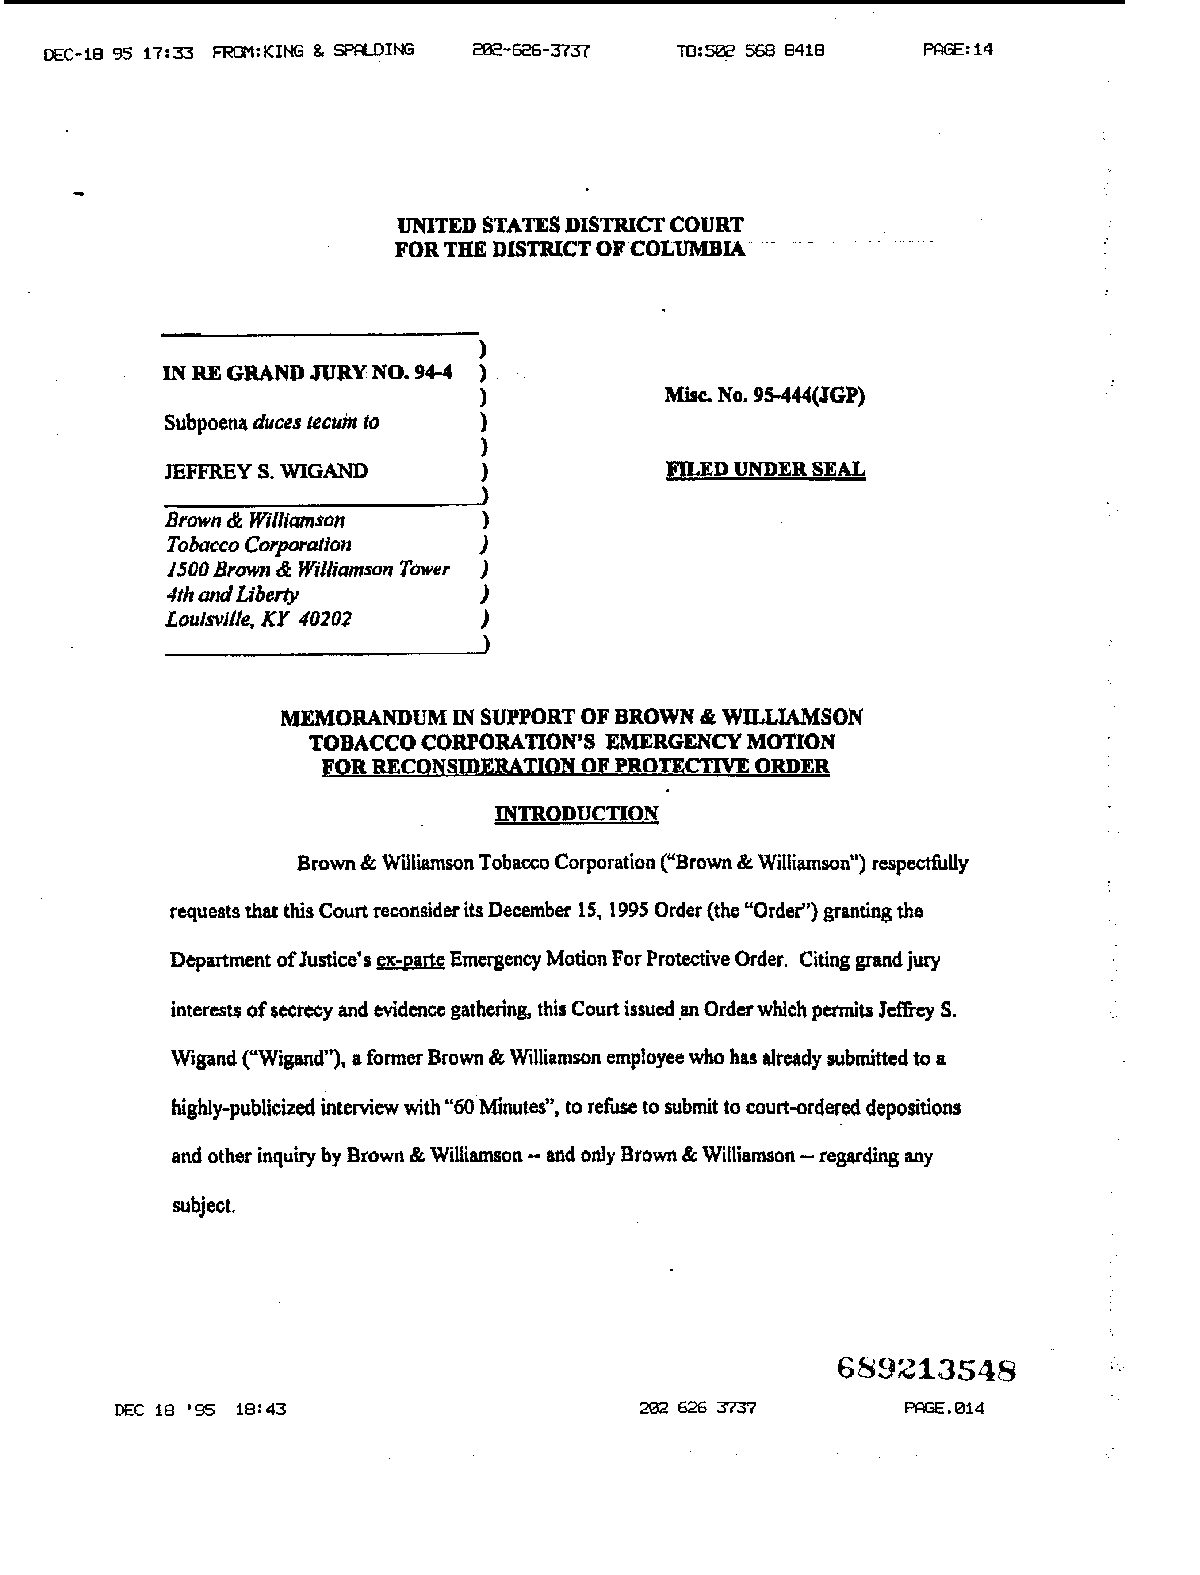 DEC-18 95 17:33 FROM:KING & SPALDING 202-626-3737 TO:502 568 8418 PAGE:14
UNITED STATES DISTRICT COURT
FOR THE DISTRICT OF COLUMBIA
)
IN RE GRAND JURY NO. 94-4 )
)
Misc. No. 95-444(JGP)
Subpoena duces tecum to )
)
JEFFREY S. WIGAND )
FILED UNDER SEAL
)
Brown & Williamson )
Tobacco Corporation )
1500 Brown & Williamson Tower )
4th and Liberty )
Louisville, KY 40202 )
)
MEMORANDUM IN SUPPORT OF BROWN & WILLIAMSON
TOBACCO CORPORATION'S EMERGENCY MOTION
FOR RECONSIDERATION OF PROTECTIVE ORDER
INTRODUCTION
Brown & Williamson Tobacco Corporation ("Brown & Williamson") respectfully
requests that this Court reconsider its December 15, 1995 Order (the "Order") granting the
Department of Justice's ex-parte Emergency Motion For Protective Order. Citing grand jury
interests of secrecy and evidence gathering, this Court issued an Order which permits Jeffrey S.
Wigand ("Wigand"), a former Brown & Williamson employee who has already submitted to a
highly-publicized interview with "60 Minutes", to refuse to submit to court-ordered depositions
and other inquiry by Brown & Williamson -- and only Brown & Williamson -- regarding any
subject.
689213548
DEC 18 '95 18:43 202 626 3737 PAGE.014